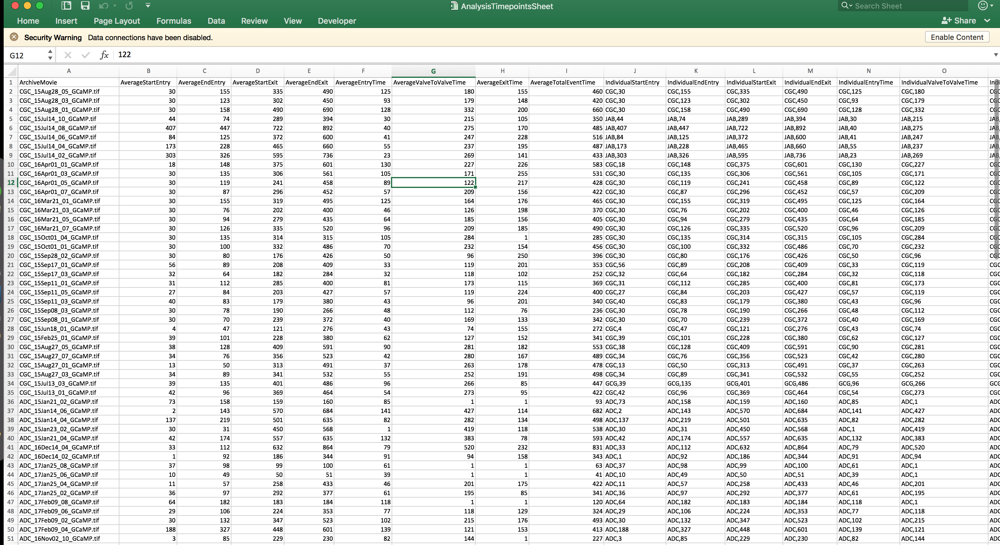 AnalysisTimepointsSheet
Search Sheet
Home Insert Page Layout Formulas Data Review View Developer Share
Security Warning Data connections have been disabled. Enable Content
G12 fx 122
A B C D E F G H I J K L M N O
1 ArchiveMovie AverageStartEntry AverageEndEntry AverageStartExit AverageEndExit AverageEntryTime AverageValveToValveTime AverageExitTime AverageTotalEventTime IndividualStartEntry IndividualEndEntry IndividualStartExit IndividualEndExit IndividualEntryTime IndividualValveToValveTime
2 CGC_15Aug28_05_GCaMP.tif 30 155 335 490 125 180 155 460 CGC,30 CGC,155 CGC,335 CGC,490 CGC,125 CGC,180
3 CGC_15Aug28_03_GCaMP.tif 30 123 302 450 93 179 148 420 CGC,30 CGC,123 CGC,302 CGC,450 CGC,93 CGC,179
4 CGC_15Aug28_01_GCaMP.tif 30 158 490 690 128 332 200 660 CGC,30 CGC,158 CGC,490 CGC,690 CGC,128 CGC,332
5 CGC_15Jul14_10_GCaMP.tif 44 74 289 394 30 215 105 350 JAB,44 JAB,74 JAB,289 JAB,394 JAB,30 JAB,215
6 CGC_15Jul14_08_GCaMP.tif 407 447 722 892 40 275 170 485 JAB,407 JAB,447 JAB,722 JAB,892 JAB,40 JAB,275
7 CGC_15Jul14_06_GCaMP.tif 84 125 372 600 41 247 228 516 JAB,84 JAB,125 JAB,372 JAB,600 JAB,41 JAB,247
8 CGC_15Jul14_04_GCaMP.tif 173 228 465 660 55 237 195 487 JAB,173 JAB,228 JAB,465 JAB,660 JAB,55 JAB,237
9 CGC_15Jul14_02_GCaMP.tif 303 326 595 736 23 269 141 433 JAB,303 JAB,326 JAB,595 JAB,736 JAB,23 JAB,269
10 CGC_16Apr01_01_GCaMP.tif 18 148 375 601 130 227 226 583 CGC,18 CGC,148 CGC,375 CGC,601 CGC,130 CGC,227
11 CGC_16Apr01_03_GCaMP.tif 30 135 306 561 105 171 255 531 CGC,30 CGC,135 CGC,306 CGC,561 CGC,105 CGC,171
12 CGC_16Apr01_05_GCaMP.tif 30 119 241 458 89 122 217 428 CGC,30 CGC,119 CGC,241 CGC,458 CGC,89 CGC,122
13 CGC_16Apr01_07_GCaMP.tif 30 87 296 452 57 209 156 422 CGC,30 CGC,87 CGC,296 CGC,452 CGC,57 CGC,209
14 CGC_16Mar21_01_GCaMP.tif 30 155 319 495 125 164 176 465 CGC,30 CGC,155 CGC,319 CGC,495 CGC,125 CGC,164
15 CGC_16Mar21_03_GCaMP.tif 30 76 202 400 46 126 198 370 CGC,30 CGC,76 CGC,202 CGC,400 CGC,46 CGC,126
16 CGC_16Mar21_05_GCaMP.tif 30 94 279 435 64 185 156 405 CGC,30 CGC,94 CGC,279 CGC,435 CGC,64 CGC,185
17 CGC_16Mar21_07_GCaMP.tif 30 126 335 520 96 209 185 490 CGC,30 CGC,126 CGC,335 CGC,520 CGC,96 CGC,209
18 CGC_15Oct01_04_GCaMP.tif 30 135 314 315 105 284 1 285 CGC,30 CGC,135 CGC,314 CGC,315 CGC,105 CGC,284
19 CGC_15Oct01_01_GCaMP.tif 30 100 332 486 70 232 154 456 CGC,30 CGC,100 CGC,332 CGC,486 CGC,70 CGC,232
20 CGC_15Sep28_02_GCaMP.tif 30 80 176 426 50 96 250 396 CGC,30 CGC,80 CGC,176 CGC,426 CGC,50 CGC,96
21 CGC_15Sep17_01_GCaMP.tif 56 89 208 409 33 119 201 353 CGC,56 CGC,89 CGC,208 CGC,409 CGC,33 CGC,119
22 CGC_15Sep17_03_GCaMP.tif 32 64 182 284 32 118 102 252 CGC,32 CGC,64 CGC,182 CGC,284 CGC,32 CGC,118
23 CGC_15Sep11_01_GCaMP.tif 31 112 285 400 81 173 115 369 CGC,31 CGC,112 CGC,285 CGC,400 CGC,81 CGC,173
24 CGC_15Sep11_05_GCaMP.tif 27 84 203 427 57 119 224 400 CGC,27 CGC,84 CGC,203 CGC,427 CGC,57 CGC,119
25 CGC_15Sep11_03_GCaMP.tif 40 83 179 380 43 96 201 340 CGC,40 CGC,83 CGC,179 CGC,380 CGC,43 CGC,96
26 CGC_15Sep08_03_GCaMP.tif 30 78 190 266 48 112 76 236 CGC,30 CGC,78 CGC,190 CGC,266 CGC,48 CGC,112
27 CGC_15Sep08_01_GCaMP.tif 30 70 239 372 40 169 133 342 CGC,30 CGC,70 CGC,239 CGC,372 CGC,40 CGC,169
28 CGC_15Jun18_01_GCaMP.tif 4 47 121 276 43 74 155 272 CGC,4 CGC,47 CGC,121 CGC,276 CGC,43 CGC,74
29 CGC_15Feb25_01_GCaMP.tif 39 101 228 380 62 127 152 341 CGC,39 CGC,101 CGC,228 CGC,380 CGC,62 CGC,127
30 CGC_15Aug27_05_GCaMP.tif 38 128 409 591 90 281 182 553 CGC,38 CGC,128 CGC,409 CGC,591 CGC,90 CGC,281
31 CGC_15Aug27_07_GCaMP.tif 34 76 356 523 42 280 167 489 CGC,34 CGC,76 CGC,356 CGC,523 CGC,42 CGC,280
32 CGC_15Aug27_01_GCaMP.tif 13 50 313 491 37 263 178 478 CGC,13 CGC,50 CGC,313 CGC,491 CGC,37 CGC,263
33 CGC_15Aug27_03_GCaMP.tif 34 89 341 532 55 252 191 498 CGC,34 CGC,89 CGC,341 CGC,532 CGC,55 CGC,252
34 CGC_15Jul13_03_GCaMP.tif 39 135 401 486 96 266 85 447 GCG,39 GCG,135 GCG,401 GCG,486 GCG,96 GCG,266
35 CGC_15Jul13_01_GCaMP.tif 42 96 369 464 54 273 95 422 CGC,42 CGC,96 CGC,369 CGC,464 CGC,54 CGC,273
36 ADC_15Jan21_02_GCaMP.tif 73 158 159 160 85 1 1 93 ADC,73 ADC,158 ADC,159 ADC,160 ADC,85 ADC,1
37 ADC_15Jan14_06_GCaMP.tif 2 143 570 684 141 427 114 682 ADC,2 ADC,143 ADC,570 ADC,684 ADC,141 ADC,427
38 ADC_15Jan14_04_GCaMP.tif 137 219 501 635 82 282 134 498 ADC,137 ADC,219 ADC,501 ADC,635 ADC,82 ADC,282
39 ADC_15Jan23_02_GCaMP.tif 30 31 450 568 1 419 118 538 ADC,30 ADC,31 ADC,450 ADC,568 ADC,1 ADC,419
40 ADC_15Jan21_04_GCaMP.tif 42 174 557 635 132 383 78 593 ADC,42 ADC,174 ADC,557 ADC,635 ADC,132 ADC,383
41 ADC_16Dec14_04_GCaMP.tif 33 112 632 864 79 520 232 831 ADC,33 ADC,112 ADC,632 ADC,864 ADC,79 ADC,520
42 ADC_16Dec14_02_GCaMP.tif 1 92 186 344 91 94 158 343 ADC,1 ADC,92 ADC,186 ADC,344 ADC,91 ADC,94
43 ADC_17Jan25_08_GCaMP.tif 37 98 99 100 61 1 1 63 ADC,37 ADC,98 ADC,99 ADC,100 ADC,61 ADC,1
44 ADC_17Jan25_06_GCaMP.tif 10 49 50 51 39 1 1 41 ADC,10 ADC,49 ADC,50 ADC,51 ADC,39 ADC,1
45 ADC_17Jan25_04_GCaMP.tif 11 57 258 433 46 201 175 422 ADC,11 ADC,57 ADC,258 ADC,433 ADC,46 ADC,201
46 ADC_17Jan25_02_GCaMP.tif 36 97 292 377 61 195 85 341 ADC,36 ADC,97 ADC,292 ADC,377 ADC,61 ADC,195
47 ADC_17Feb09_08_GCaMP.tif 64 182 183 184 118 1 1 120 ADC,64 ADC,182 ADC,183 ADC,184 ADC,118 ADC,1
48 ADC_17Feb09_06_GCaMP.tif 29 106 224 353 77 118 129 324 ADC,29 ADC,106 ADC,224 ADC,353 ADC,77 ADC,118
49 ADC_17Feb09_02_GCaMP.tif 30 132 347 523 102 215 176 493 ADC,30 ADC,132 ADC,347 ADC,523 ADC,102 ADC,215
50 ADC_17Feb09_04_GCaMP.tif 188 327 448 601 139 121 153 413 ADC,188 ADC,327 ADC,448 ADC,601 ADC,139 ADC,121
51 ADC_16Nov02_10_GCaMP.tif 3 85 229 230 82 144 1 227 ADC,3 ADC,85 ADC,229 ADC,230 ADC,82 ADC,144